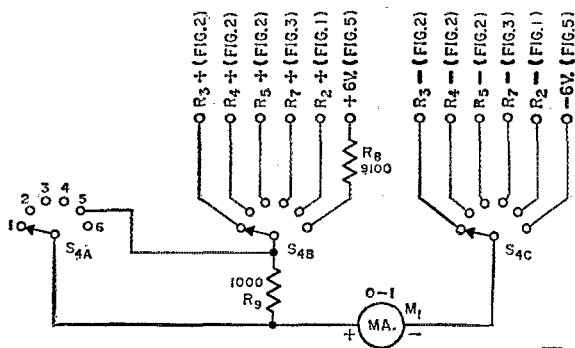 R3 + (FIG.2)
R4 + (FIG.2)
R5 + (FIG.2)
R7 + (FIG.3)
R2 + (FIG.1)
+6V. (FIG.5)
R3 – (FIG.2)
R4 – (FIG.2)
R5 – (FIG.2)
R7 – (FIG.3)
R2 – (FIG.1)
–6V. (FIG.5)
R8
9100
1 2 3 4 5 6
S4A
S4B
S4C
1000
R9
0-1
M1
+ MA. –